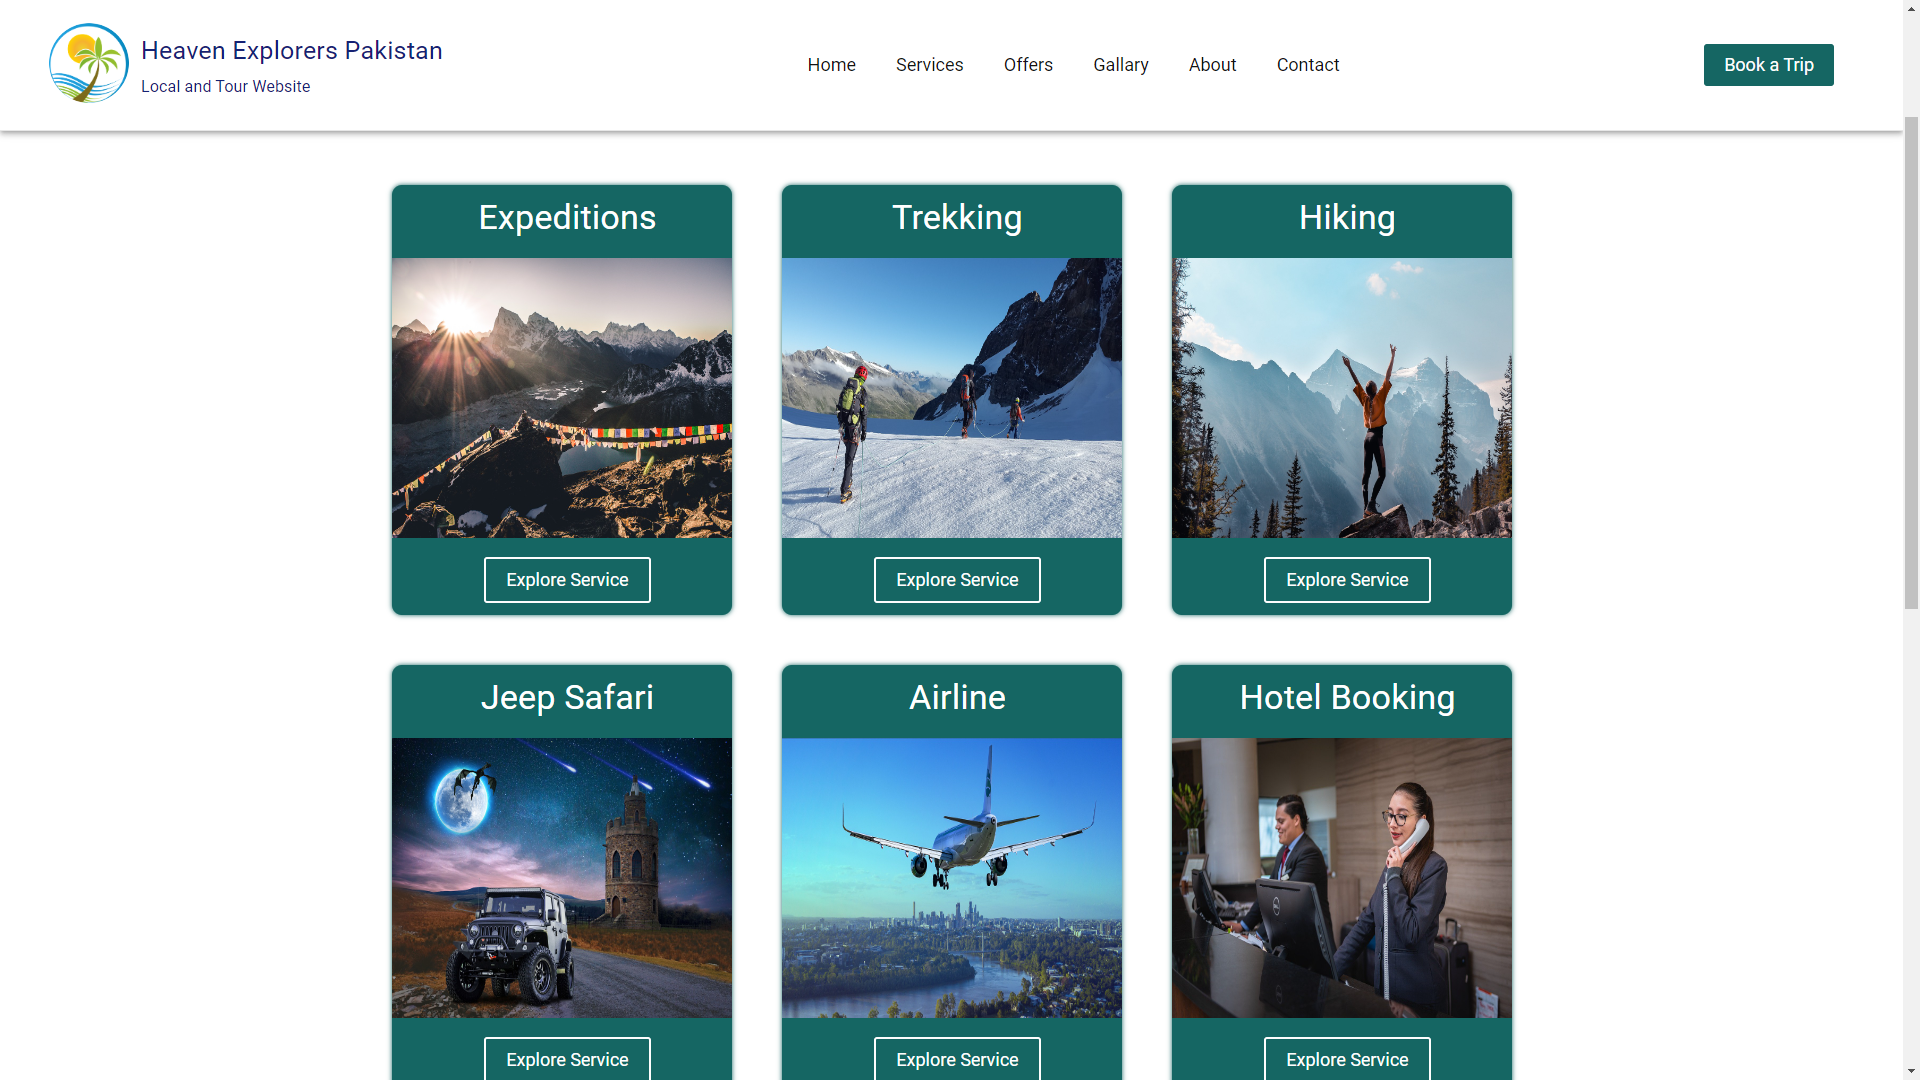 Heaven Explorers Pakistan
Local and Tour Website
Home Services Offers Gallary About Contact
Book a Trip
Expeditions
Trekking
Hiking
Explore Service
Explore Service
Explore Service
Jeep Safari
Airline
Hotel Booking
Explore Service
Explore Service
Explore Service